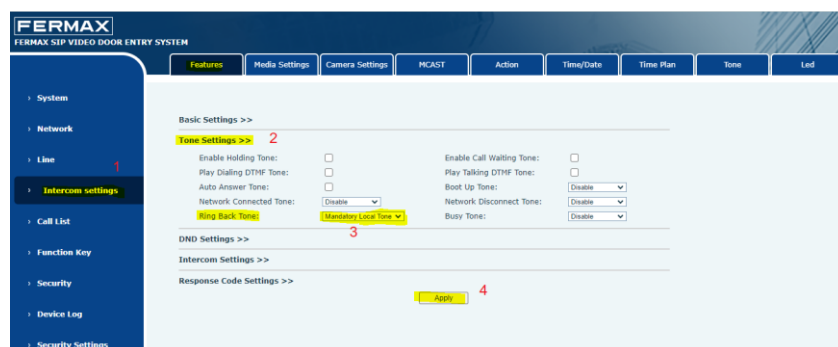 FERMAX
FERMAX SIP VIDEO DOOR ENTRY SYSTEM
Features Media Settings Camera Settings MCAST Action Time/Date Time Plan Tone Led
› System
› Network
› Line
1
› Intercom settings
› Call List
› Function Key
› Security
› Device Log
› Security Settings
Basic Settings >>
Tone Settings >> 2
Enable Holding Tone: Enable Call Waiting Tone:
Play Dialing DTMF Tone: Play Talking DTMF Tone:
Auto Answer Tone: Boot Up Tone: Disable
Network Connected Tone: Disable Network Disconnect Tone: Disable
Ring Back Tone: Mandatory Local Tone Busy Tone: Disable
3
DND Settings >>
Intercom Settings >>
Response Code Settings >>
Apply 4